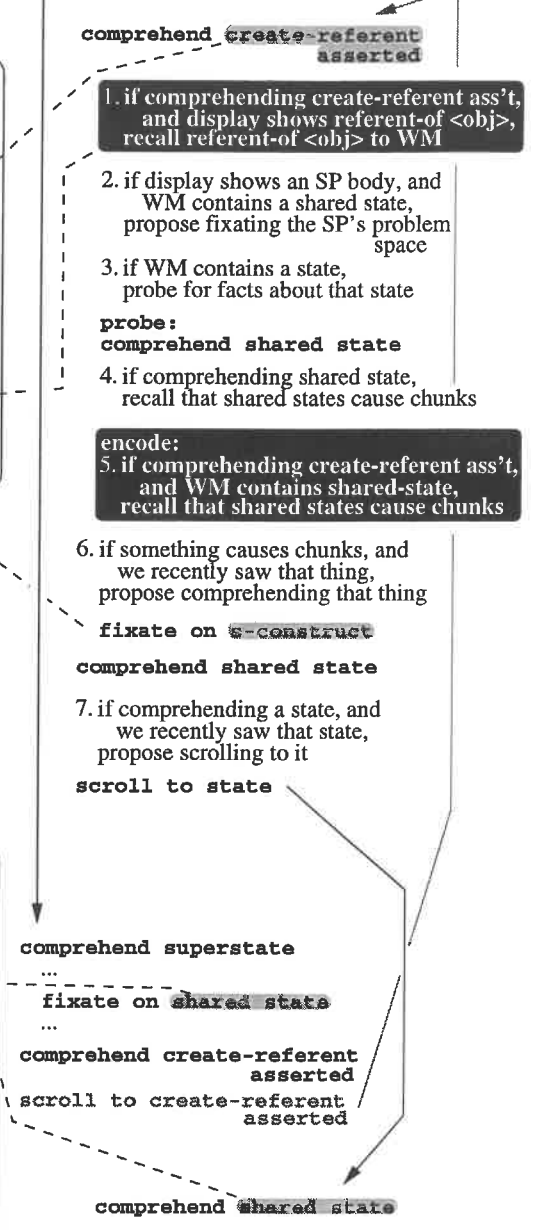 comprehend create-referent
asserted
1. if comprehending create-referent ass't,
and display shows referent-of <obj>,
recall referent-of <obj> to WM
2. if display shows an SP body, and
WM contains a shared state,
propose fixating the SP's problem
space
3. if WM contains a state,
probe for facts about that state
probe:
comprehend shared state
4. if comprehending shared state,
recall that shared states cause chunks
encode:
5. if comprehending create-referent ass't,
and WM contains shared-state,
recall that shared states cause chunks
6. if something causes chunks, and
we recently saw that thing,
propose comprehending that thing
fixate on s-construct
comprehend shared state
7. if comprehending a state, and
we recently saw that state,
propose scrolling to it
scroll to state
comprehend superstate
...
fixate on shared state
...
comprehend create-referent
asserted
scroll to create-referent
asserted
comprehend shared state